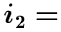 i₂ =